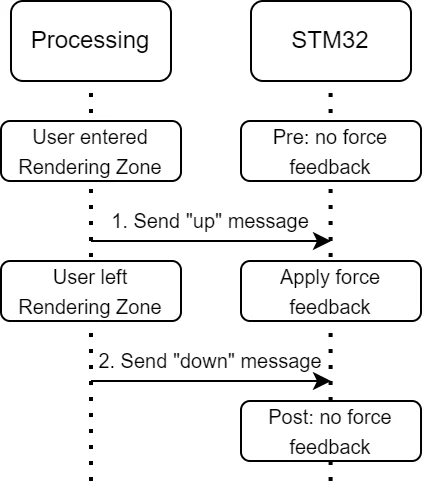 Processing
STM32
User entered
Rendering Zone
Pre: no force
feedback
1. Send "up" message
User left
Rendering Zone
Apply force
feedback
2. Send "down" message
Post: no force
feedback